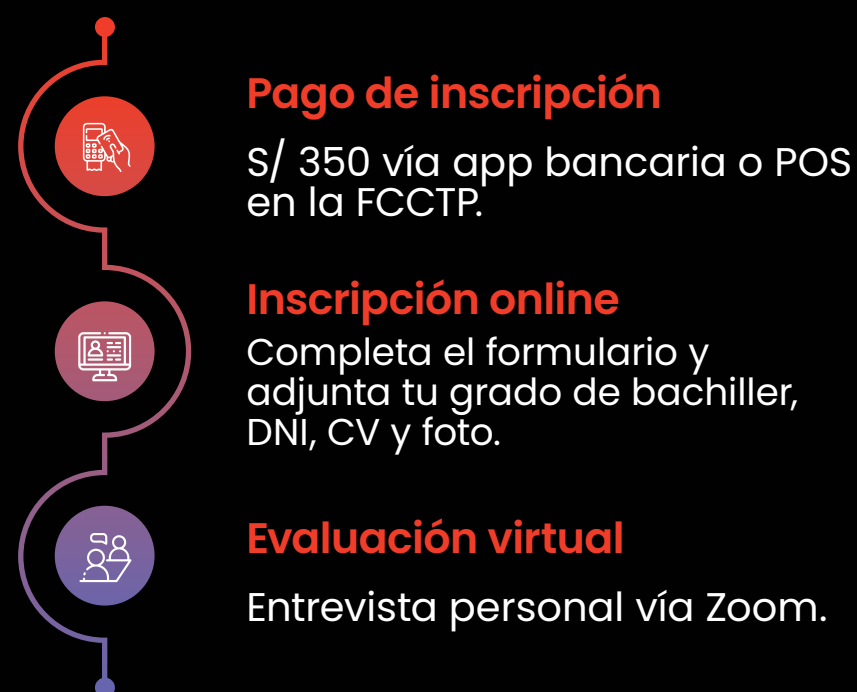 Pago de inscripción
S/ 350 vía app bancaria o POS
en la FCCTP.
Inscripción online
Completa el formulario y
adjunta tu grado de bachiller,
DNI, CV y foto.
Evaluación virtual
Entrevista personal vía Zoom.